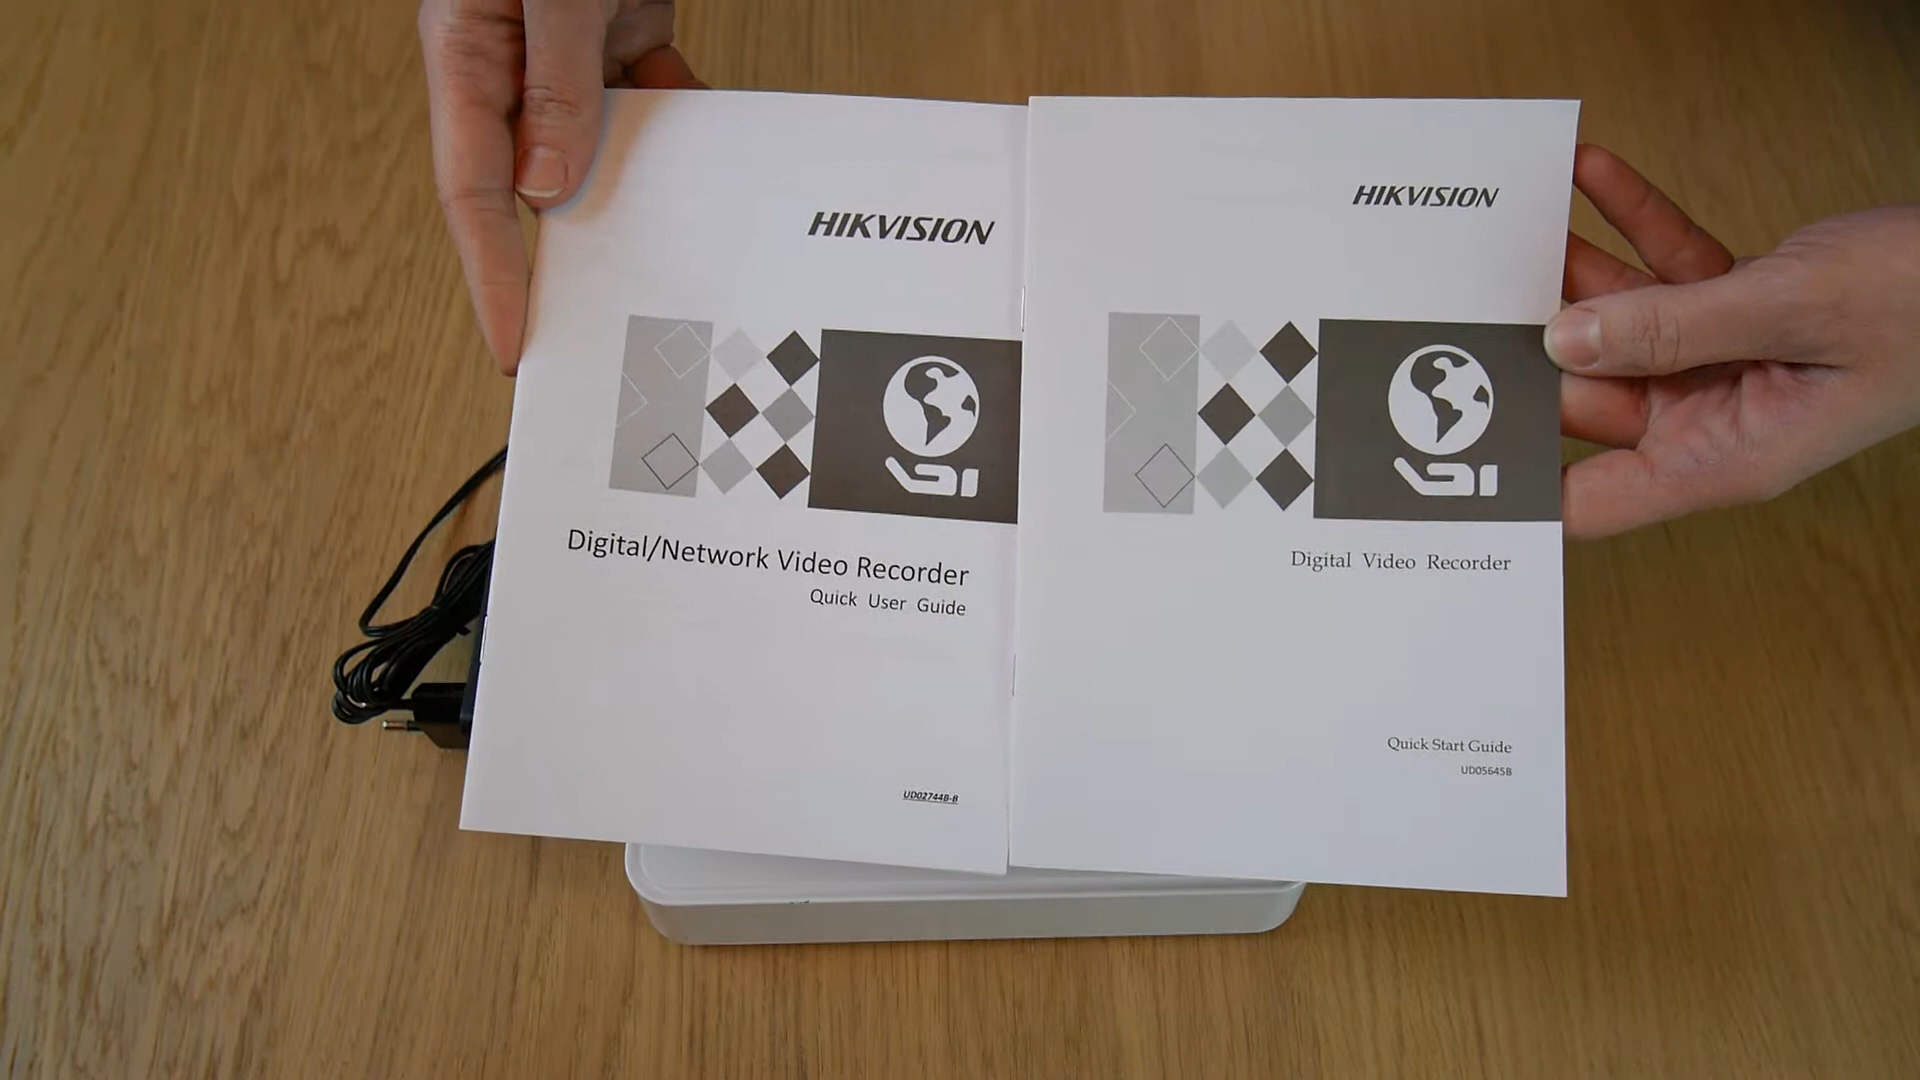 HIKVISION
Digital/Network Video Recorder
Quick User Guide
UD02744B-B
HIKVISION
Digital Video Recorder
Quick Start Guide
UD05645B